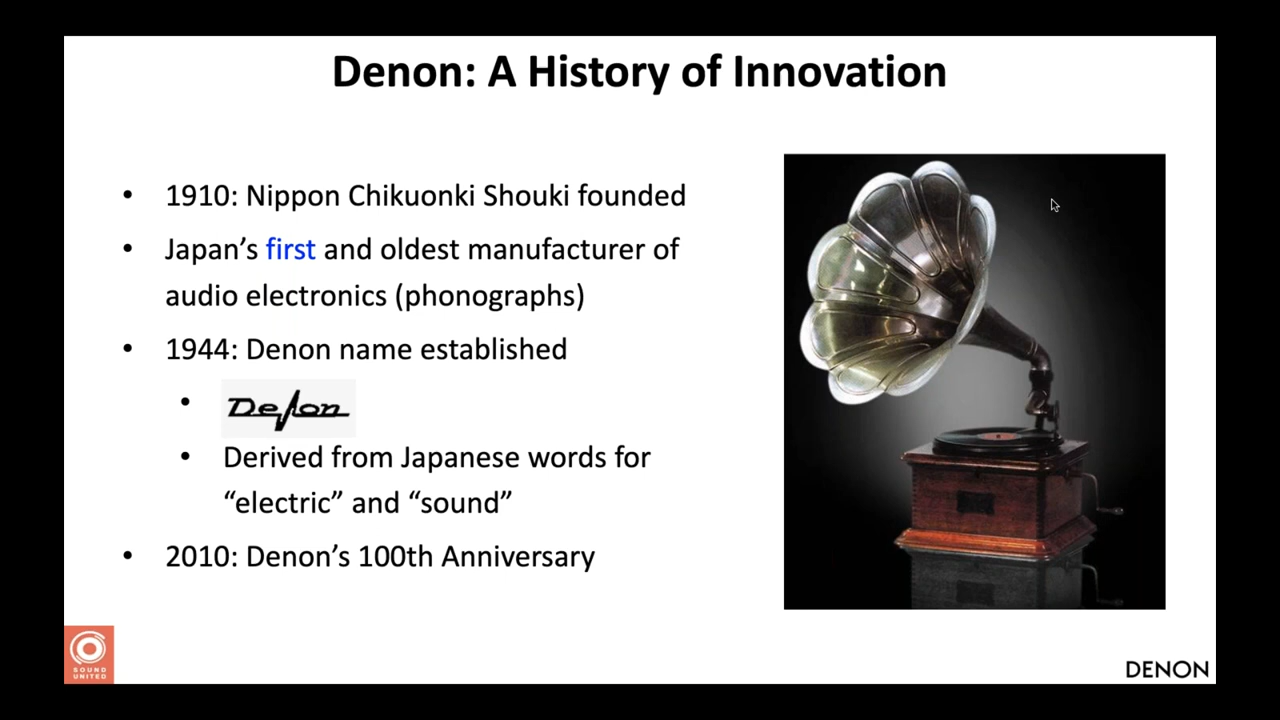 Denon: A History of Innovation
• 1910: Nippon Chikuonki Shouki founded
• Japan’s first and oldest manufacturer of
audio electronics (phonographs)
• 1944: Denon name established
• Denon
• Derived from Japanese words for
“electric” and “sound”
• 2010: Denon’s 100th Anniversary
SOUND
UNITED
DENON